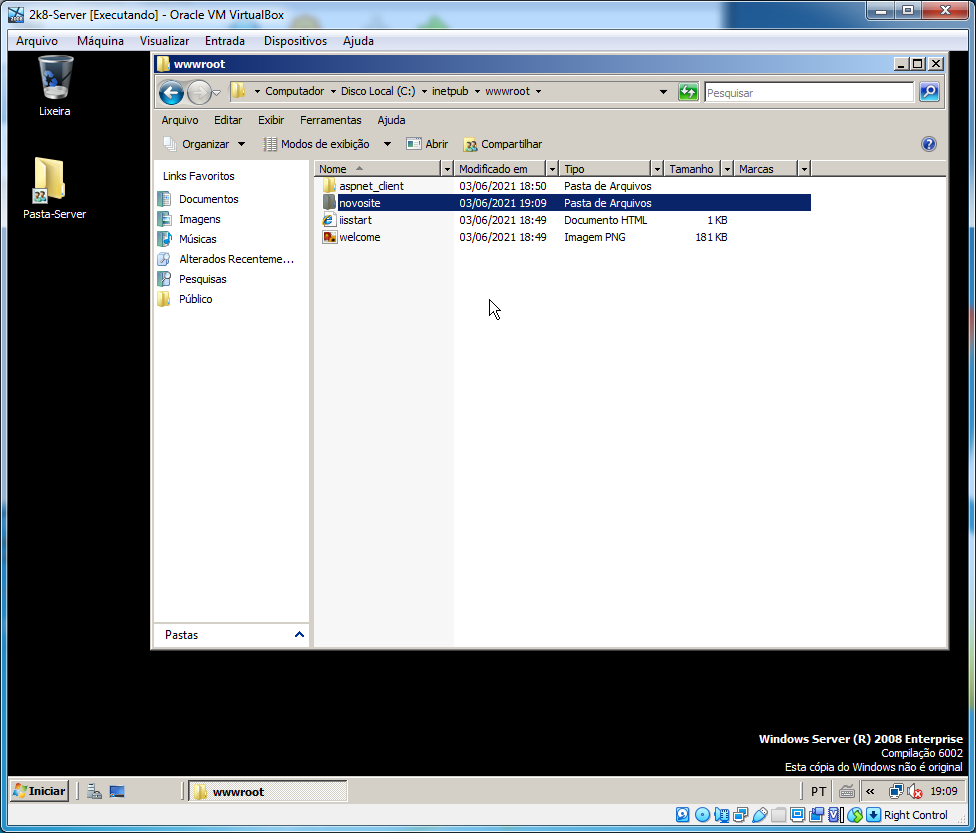 2k8-Server [Executando] - Oracle VM VirtualBox
Arquivo Máquina Visualizar Entrada Dispositivos Ajuda
Lixeira
Pasta-Server
wwwroot
Computador Disco Local (C:) inetpub wwwroot
Pesquisar
Arquivo Editar Exibir Ferramentas Ajuda
Organizar Modos de exibição Abrir Compartilhar
Links Favoritos
Documentos
Imagens
Músicas
Alterados Recenteme...
Pesquisas
Público
Pastas
Nome Modificado em Tipo Tamanho Marcas
aspnet_client 03/06/2021 18:50 Pasta de Arquivos
novosite 03/06/2021 19:09 Pasta de Arquivos
iisstart 03/06/2021 18:49 Documento HTML 1 KB
welcome 03/06/2021 18:49 Imagem PNG 181 KB
Windows Server (R) 2008 Enterprise
Compilação 6002
Esta cópia do Windows não é original
Iniciar wwwroot PT « 19:09
Right Control